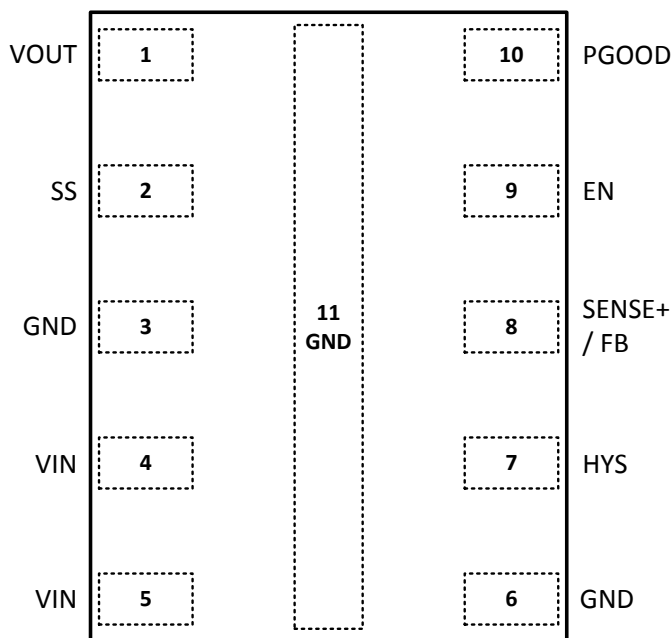 VOUT 1 10 PGOOD
SS 2 9 EN
GND 3 11 GND 8 SENSE+ / FB
VIN 4 7 HYS
VIN 5 6 GND